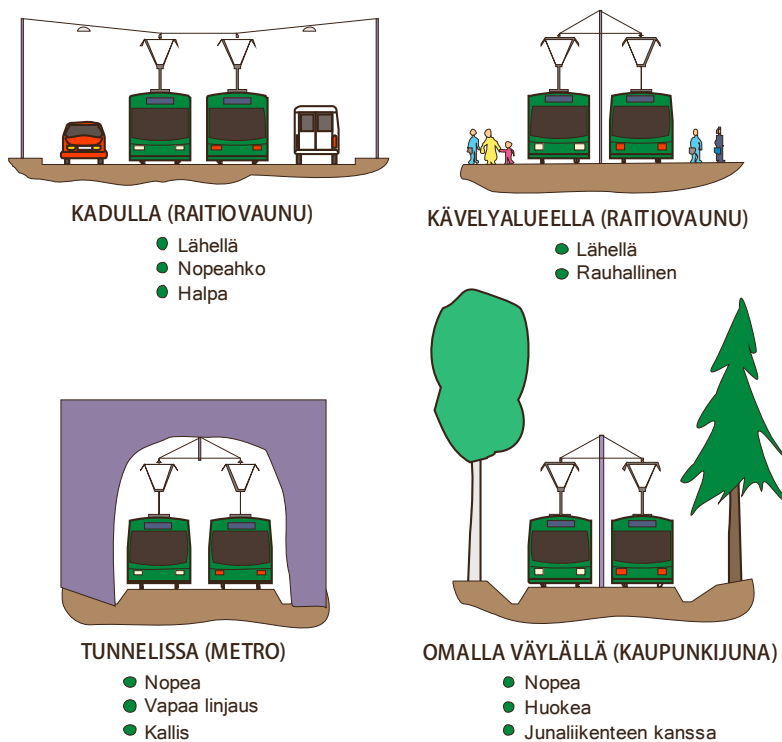 KADULLA (RAITIOVAUNU)
Lähellä
Nopeahko
Halpa
KÄVELYALUEELLA (RAITIOVAUNU)
Lähellä
Rauhallinen
TUNNELISSA (METRO)
Nopea
Vapaa linjaus
Kallis
OMALLA VÄYLÄLLÄ (KAUPUNKIJUNA)
Nopea
Huokea
Junaliikenteen kanssa